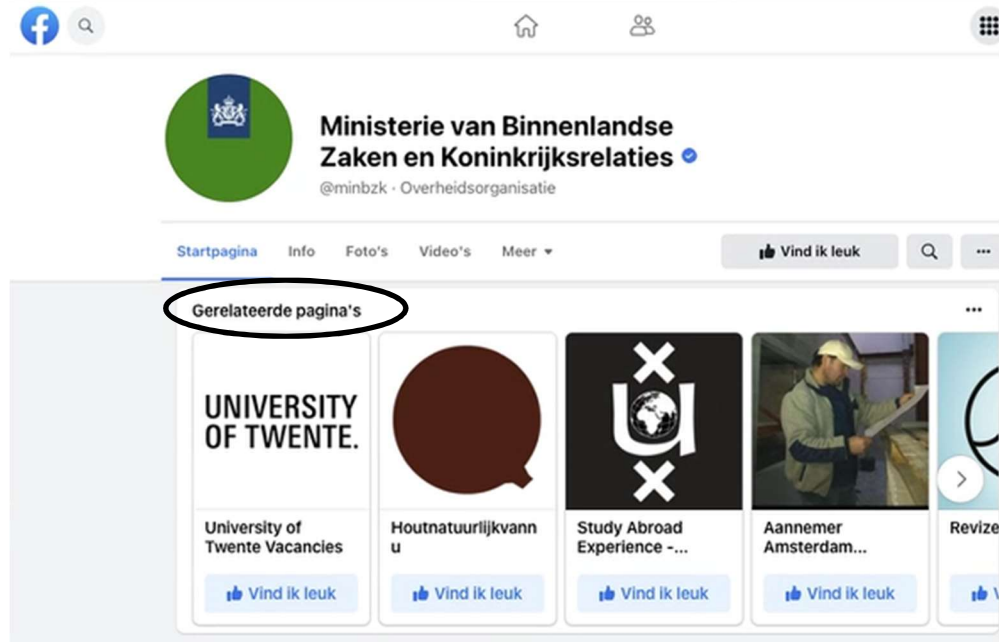 Ministerie van Binnenlandse
Zaken en Koninkrijksrelaties
@minbzk · Overheidsorganisatie
Startpagina Info Foto's Video's Meer Vind ik leuk
Gerelateerde pagina's
UNIVERSITY
OF TWENTE.
University of
Twente Vacancies
Vind ik leuk
Houtnatuurlijkvann
u
Vind ik leuk
Study Abroad
Experience -...
Vind ik leuk
Aannemer
Amsterdam...
Vind ik leuk
Revize